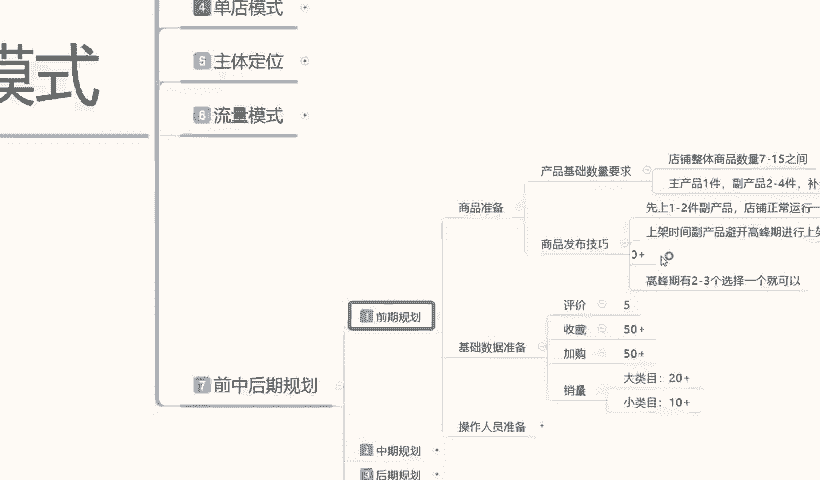 模式
4 单店模式
5 主体定位
6 流量模式
7 前中后期规划
1 前期规划
商品准备
产品基础数量要求
店铺整体商品数量7-15之间
主产品1件，副产品2-4件，补
商品发布技巧
先上1-2件副产品，店铺正常运行一
上架时间副产品避开高峰期进行上架
0+
高峰期有2-3个选择一个就可以
基础数据准备
评价 5
收藏 50+
加购 50+
销量
大类目：20+
小类目：10+
操作人员准备
2 中期规划
3 后期规划